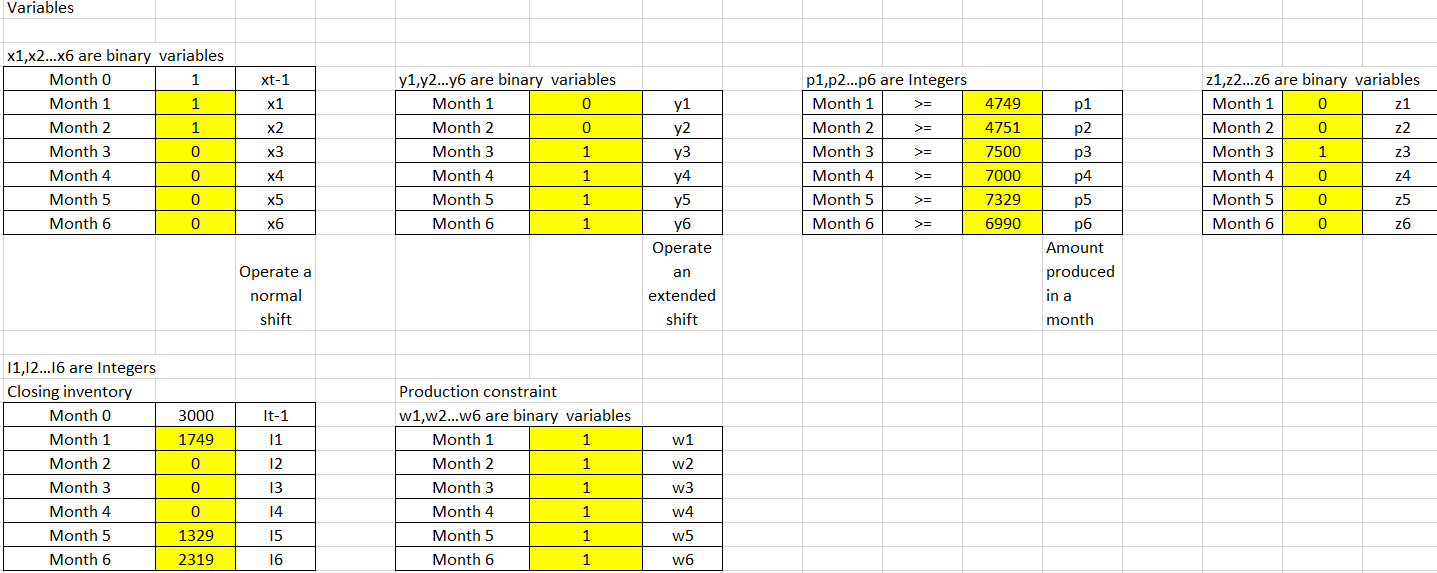 Variables
x1,x2...x6 are binary variables
Month 0 1 xt-1 y1,y2...y6 are binary variables p1,p2...p6 are Integers z1,z2...z6 are binary variables
Month 1 1 x1 Month 1 0 y1 Month 1 >= 4749 p1 Month 1 0 z1
Month 2 1 x2 Month 2 0 y2 Month 2 >= 4751 p2 Month 2 0 z2
Month 3 0 x3 Month 3 1 y3 Month 3 >= 7500 p3 Month 3 1 z3
Month 4 0 x4 Month 4 1 y4 Month 4 >= 7000 p4 Month 4 0 z4
Month 5 0 x5 Month 5 1 y5 Month 5 >= 7329 p5 Month 5 0 z5
Month 6 0 x6 Month 6 1 y6 Month 6 >= 6990 p6 Month 6 0 z6
Operate a
normal
shift
Operate
an
extended
shift
Amount
produced
in a
month
I1,I2...I6 are Integers
Closing inventory Production constraint
Month 0 3000 It-1 w1,w2...w6 are binary variables
Month 1 1749 I1 Month 1 1 w1
Month 2 0 I2 Month 2 1 w2
Month 3 0 I3 Month 3 1 w3
Month 4 0 I4 Month 4 1 w4
Month 5 1329 I5 Month 5 1 w5
Month 6 2319 I6 Month 6 1 w6